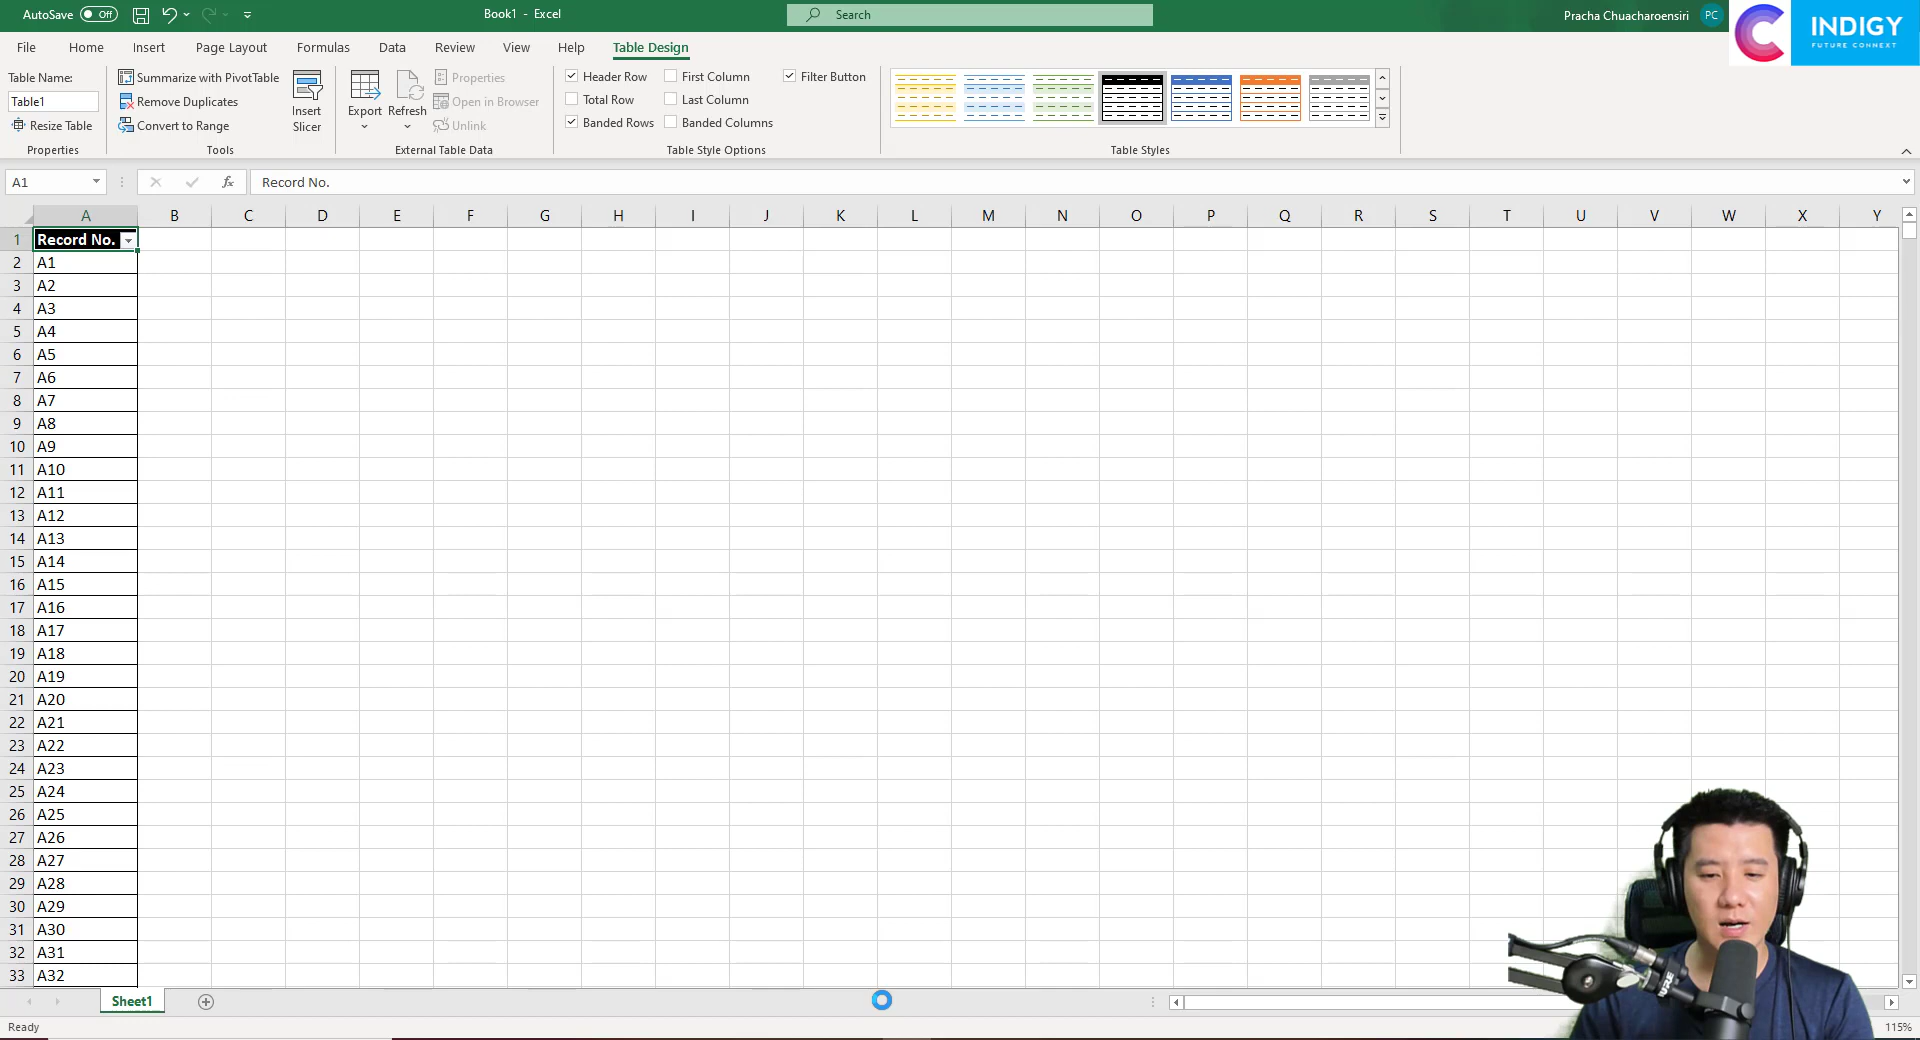 AutoSave Off Book1 - Excel Search Pracha Chuacharoensiri PC
INDIGY
FUTURE CONNEXT
File Home Insert Page Layout Formulas Data Review View Help Table Design
Table Name:
Table1
Resize Table
Properties
Summarize with PivotTable
Remove Duplicates
Convert to Range
Insert
Slicer
Tools
Export
Refresh
Properties
Open in Browser
Unlink
External Table Data
Header Row First Column Filter Button
Total Row Last Column
Banded Rows Banded Columns
Table Style Options
Table Styles
A1 fx Record No.
A B C D E F G H I J K L M N O P Q R S T U V W X Y
1 Record No.
2 A1
3 A2
4 A3
5 A4
6 A5
7 A6
8 A7
9 A8
10 A9
11 A10
12 A11
13 A12
14 A13
15 A14
16 A15
17 A16
18 A17
19 A18
20 A19
21 A20
22 A21
23 A22
24 A23
25 A24
26 A25
27 A26
28 A27
29 A28
30 A29
31 A30
32 A31
33 A32
Sheet1
Ready 115%